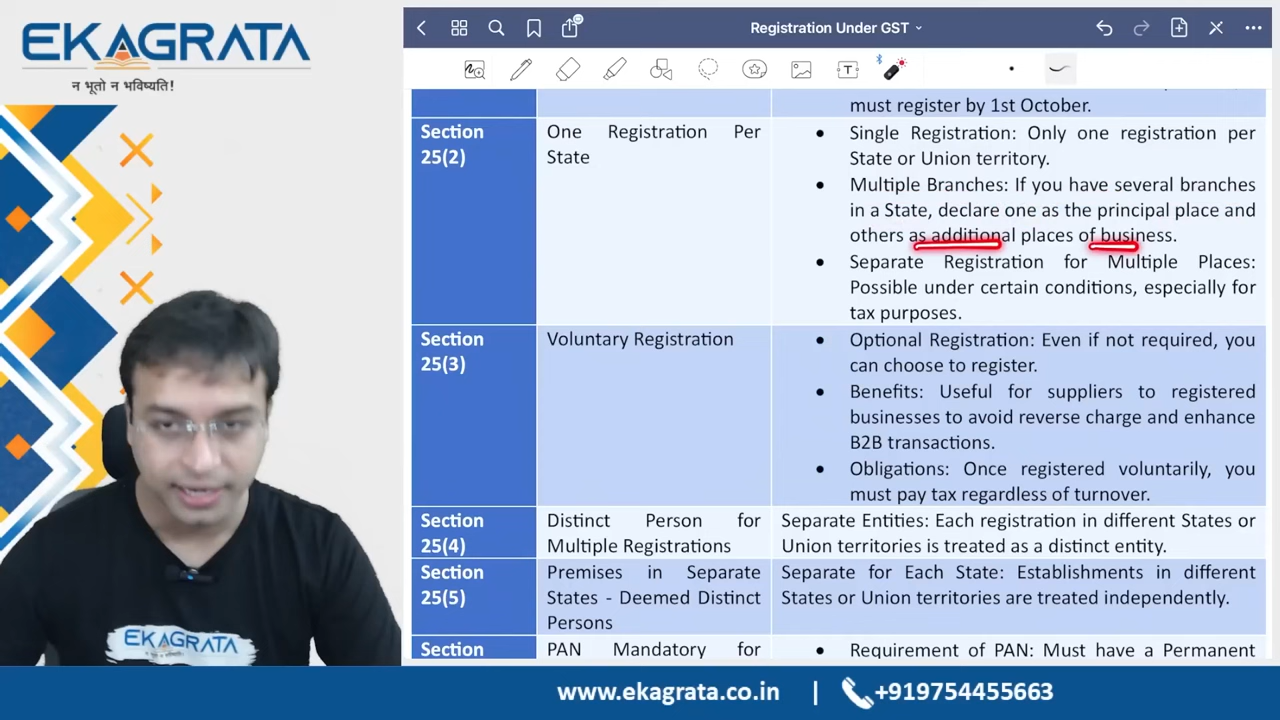 EKAGRATA
न भूतो न भविष्यति!
Registration Under GST
T
must register by 1st October.
Section 25(2)
One Registration Per State
• Single Registration: Only one registration per
State or Union territory.
• Multiple Branches: If you have several branches
in a State, declare one as the principal place and
others as additional places of business.
• Separate Registration for Multiple Places:
Possible under certain conditions, especially for
tax purposes.
Section 25(3)
Voluntary Registration
• Optional Registration: Even if not required, you
can choose to register.
• Benefits: Useful for suppliers to registered
businesses to avoid reverse charge and enhance
B2B transactions.
• Obligations: Once registered voluntarily, you
must pay tax regardless of turnover.
Section 25(4)
Distinct Person for
Multiple Registrations
Separate Entities: Each registration in different States or
Union territories is treated as a distinct entity.
Section 25(5)
Premises in Separate
States - Deemed Distinct
Persons
Separate for Each State: Establishments in different
States or Union territories are treated independently.
Section
PAN Mandatory for
• Requirement of PAN: Must have a Permanent
EKAGRATA
www.ekagrata.co.in | +919754455663